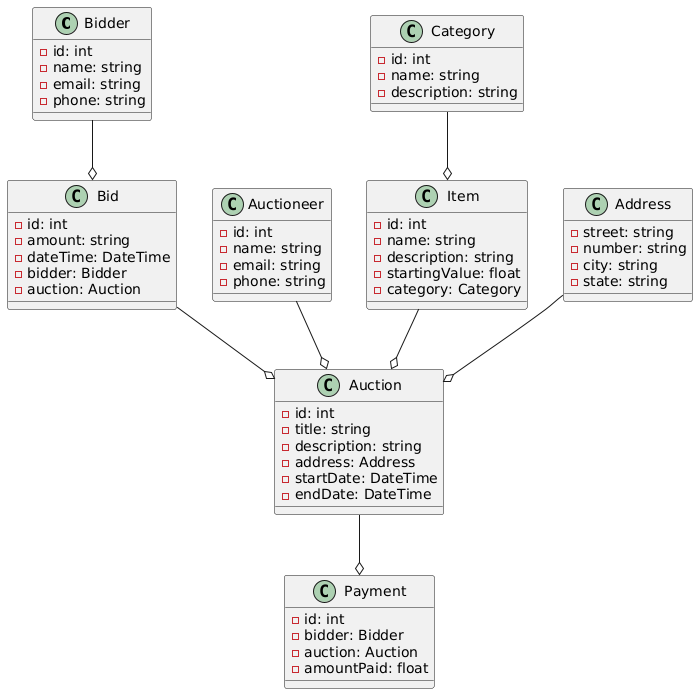 C Bidder
id: int
name: string
email: string
phone: string
C Category
id: int
name: string
description: string
C Bid
id: int
amount: string
dateTime: DateTime
bidder: Bidder
auction: Auction
C Auctioneer
id: int
name: string
email: string
phone: string
C Item
id: int
name: string
description: string
startingValue: float
category: Category
C Address
street: string
number: string
city: string
state: string
C Auction
id: int
title: string
description: string
address: Address
startDate: DateTime
endDate: DateTime
C Payment
id: int
bidder: Bidder
auction: Auction
amountPaid: float